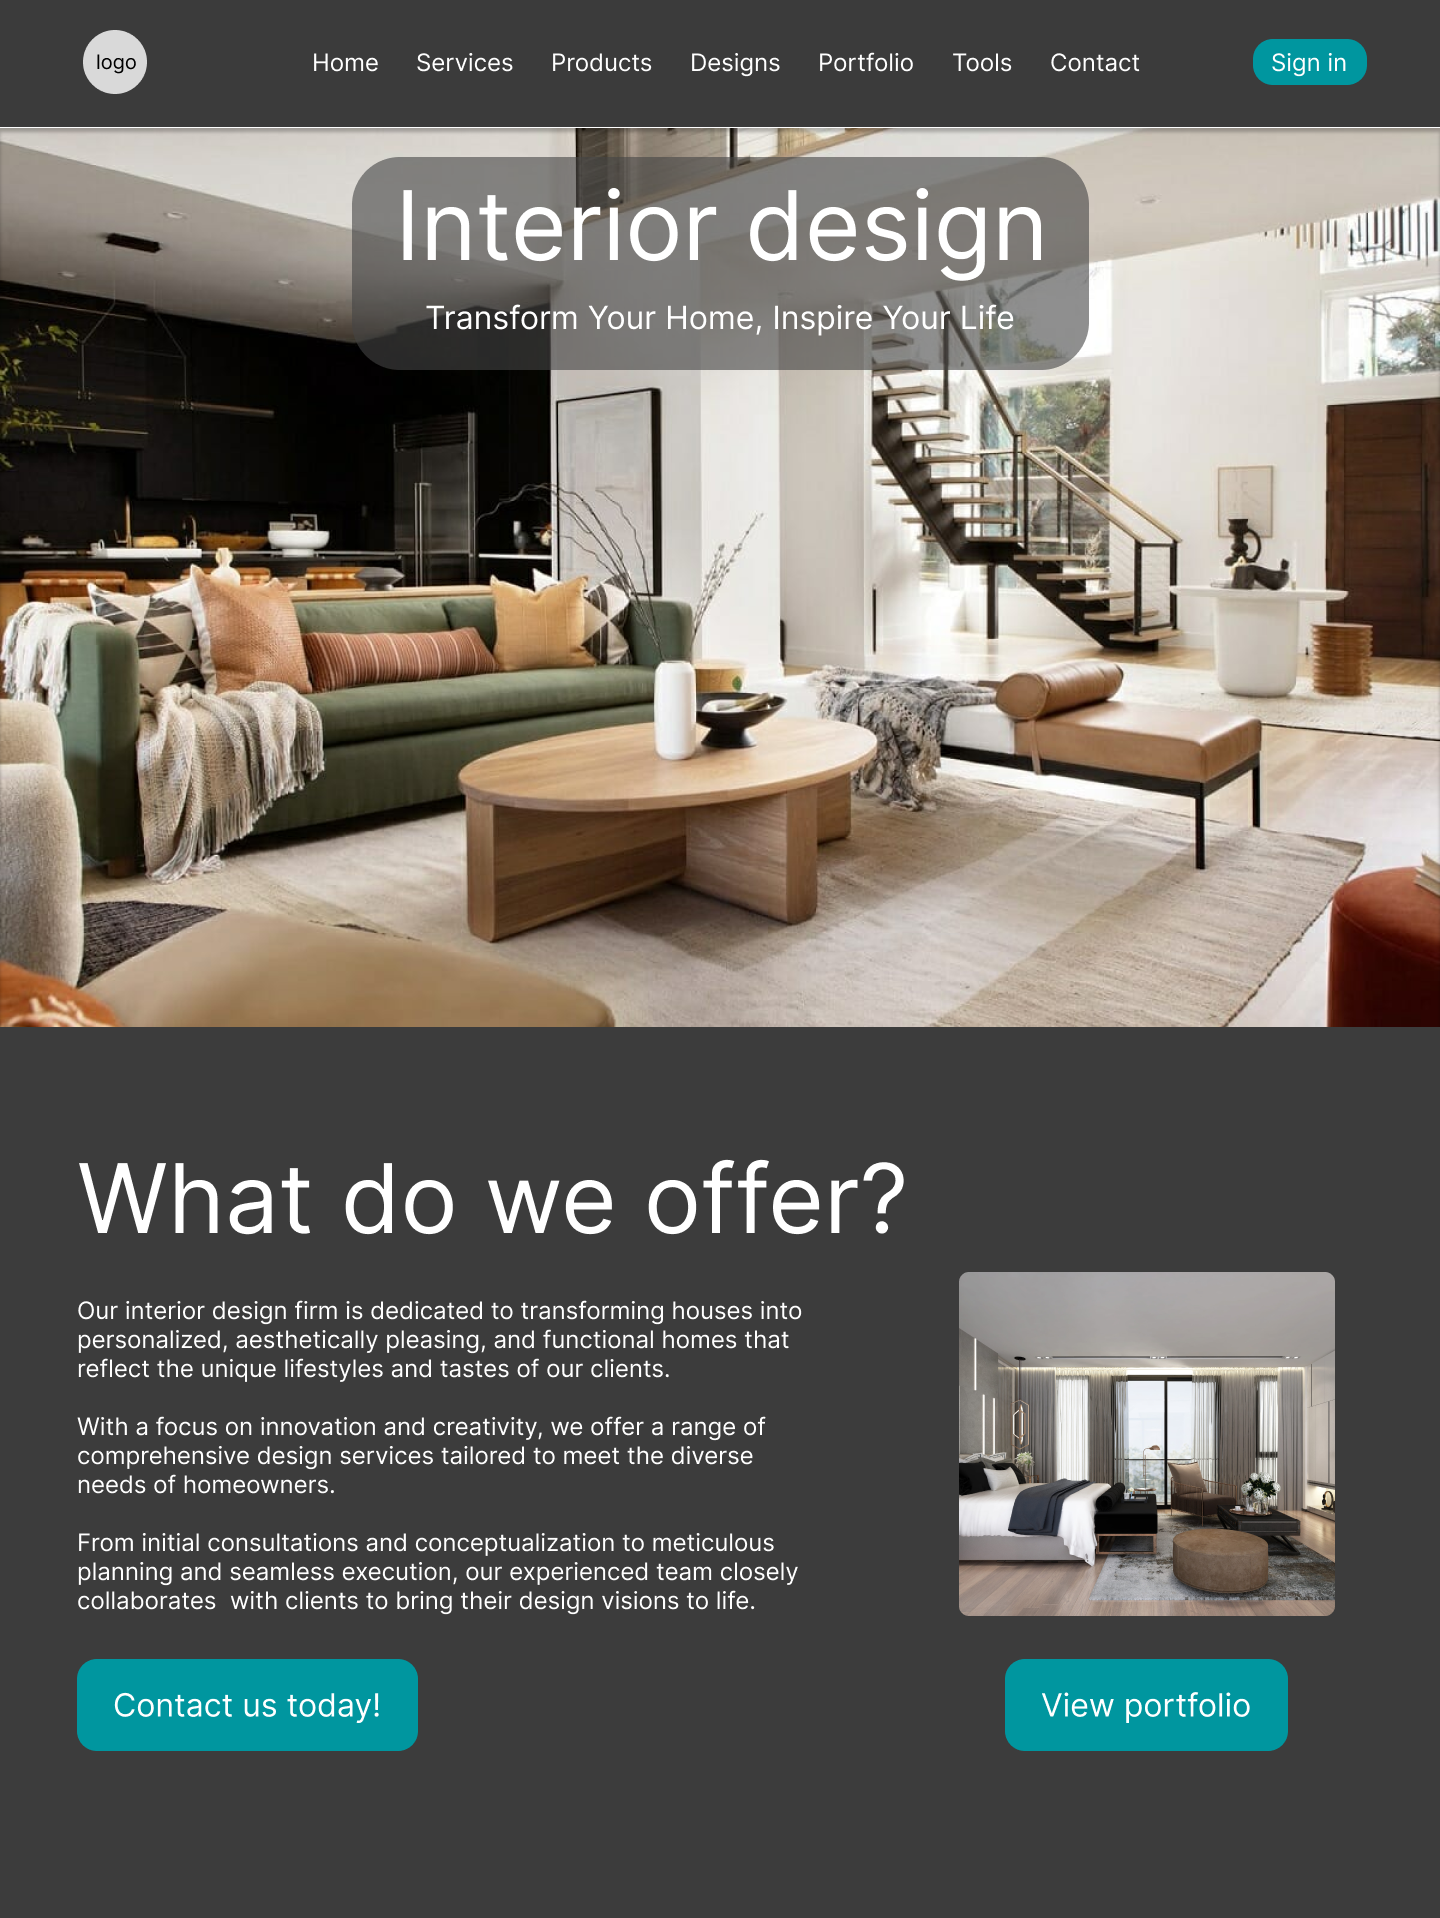 logo
Home Services Products Designs Portfolio Tools Contact Sign in
Interior design
Transform Your Home, Inspire Your Life
What do we offer?
Our interior design firm is dedicated to transforming houses into
personalized, aesthetically pleasing, and functional homes that
reflect the unique lifestyles and tastes of our clients.
With a focus on innovation and creativity, we offer a range of
comprehensive design services tailored to meet the diverse
needs of homeowners.
From initial consultations and conceptualization to meticulous
planning and seamless execution, our experienced team closely
collaborates  with clients to bring their design visions to life.
Contact us today!
View portfolio